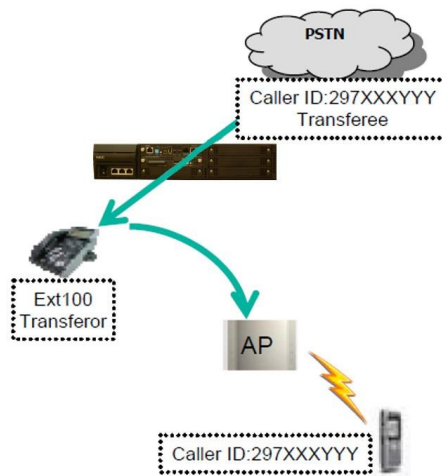 PSTN
Caller ID:297XXXYYY
Transferee
Ext100
Transferor
AP
Caller ID:297XXXYYY